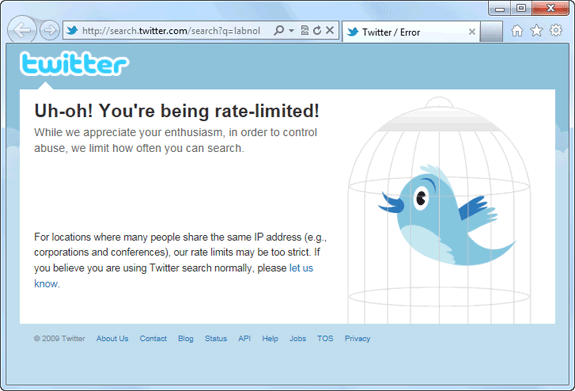 http://search.twitter.com/search?q=labnol
Twitter / Error
twitter
Uh-oh! You're being rate-limited!
While we appreciate your enthusiasm, in order to control
abuse, we limit how often you can search.
For locations where many people share the same IP address (e.g.,
corporations and conferences), our rate limits may be too strict. If
you believe you are using Twitter search normally, please let us
know.
© 2009 Twitter About Us Contact Blog Status API Help Jobs TOS Privacy